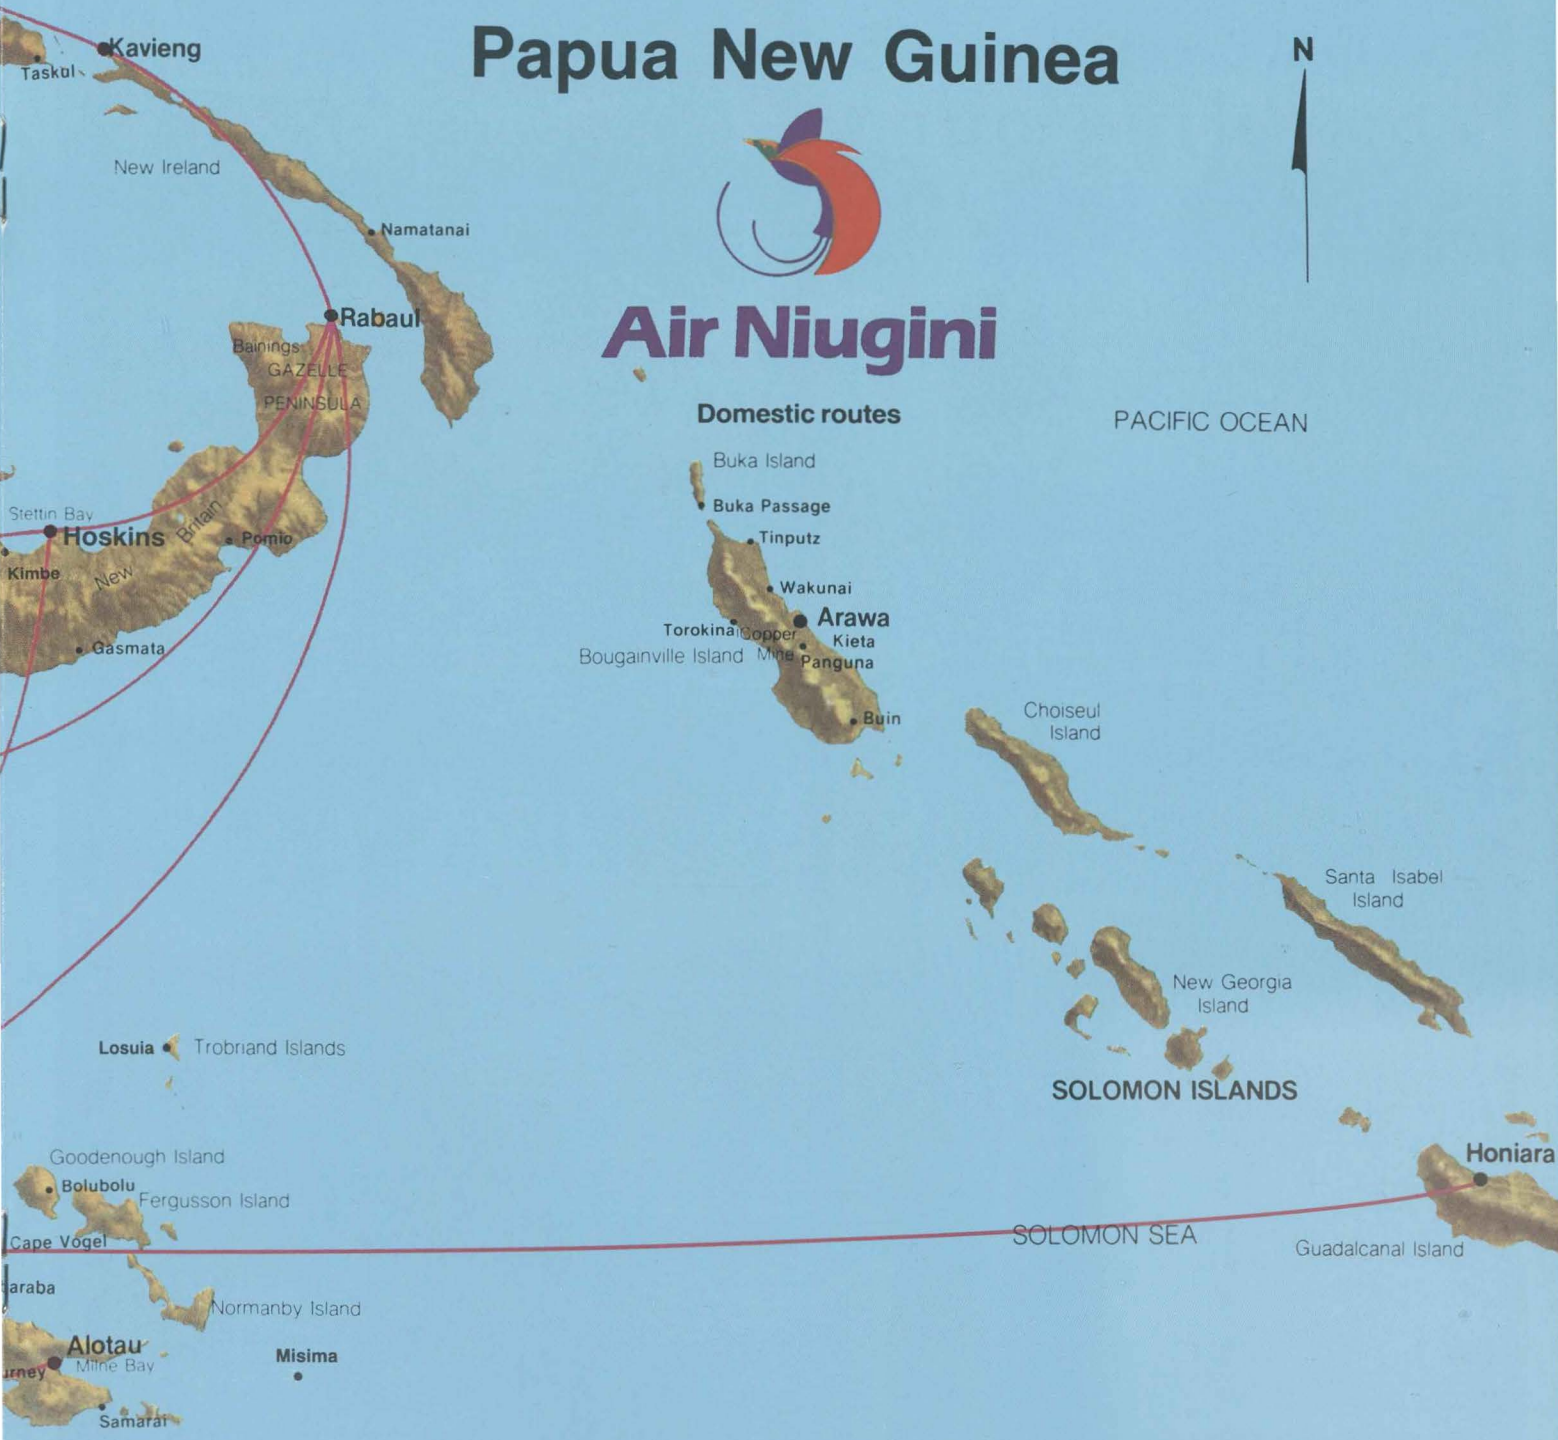 Papua New Guinea
N
Kavieng
Taskul
New Ireland
Namatanai
Rabaul
Air Niugini
Bainings
GAZELLE
PENINSULA
Domestic routes
PACIFIC OCEAN
Buka Island
Buka Passage
Stettin Bay
Hoskins
New Britain
Pomio
Tinputz
Kimbe
Wakunai
Arawa
Torokina
Copper
Mine
Kieta
Bougainville Island
Panguna
Gasmata
Buin
Choiseul
Island
Santa Isabel
Island
New Georgia
Island
Losuia
Trobriand Islands
SOLOMON ISLANDS
Honiara
Goodenough Island
Bolubolu
Fergusson Island
Cape Vogel
SOLOMON SEA
Guadalcanal Island
araba
Normanby Island
Alotau
Milne Bay
urney
Misima
Samarai